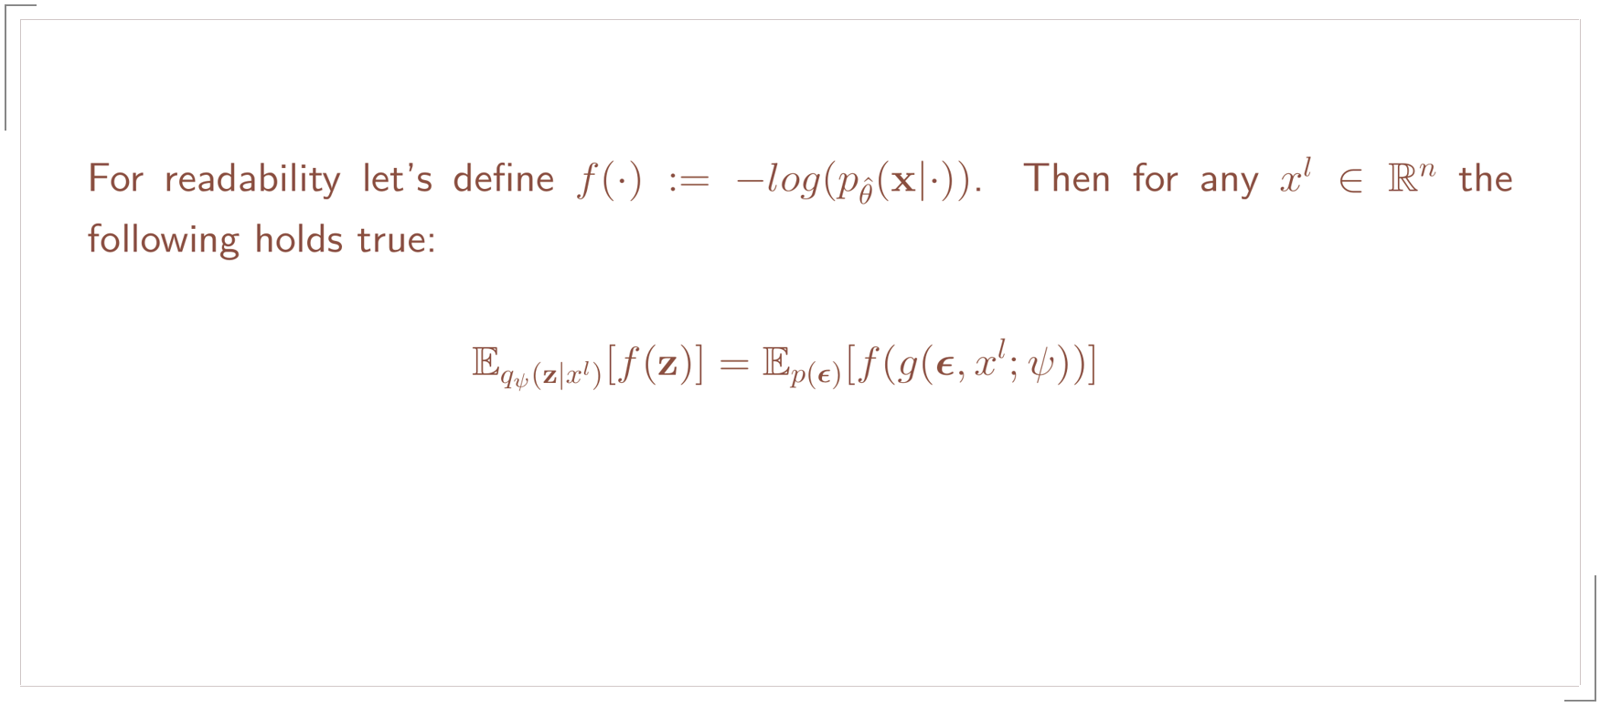 For readability let's define $f(\cdot) := -log(p_{\hat{\theta}}(\mathbf{x}|\cdot))$. Then for any $x^l \in \mathbb{R}^n$ the
following holds true:
$\mathbb{E}_{q_\psi(\mathbf{z}|x^l)}[f(\mathbf{z})] = \mathbb{E}_{p(\boldsymbol{\epsilon})}[f(g(\boldsymbol{\epsilon}, x^l; \psi))]$